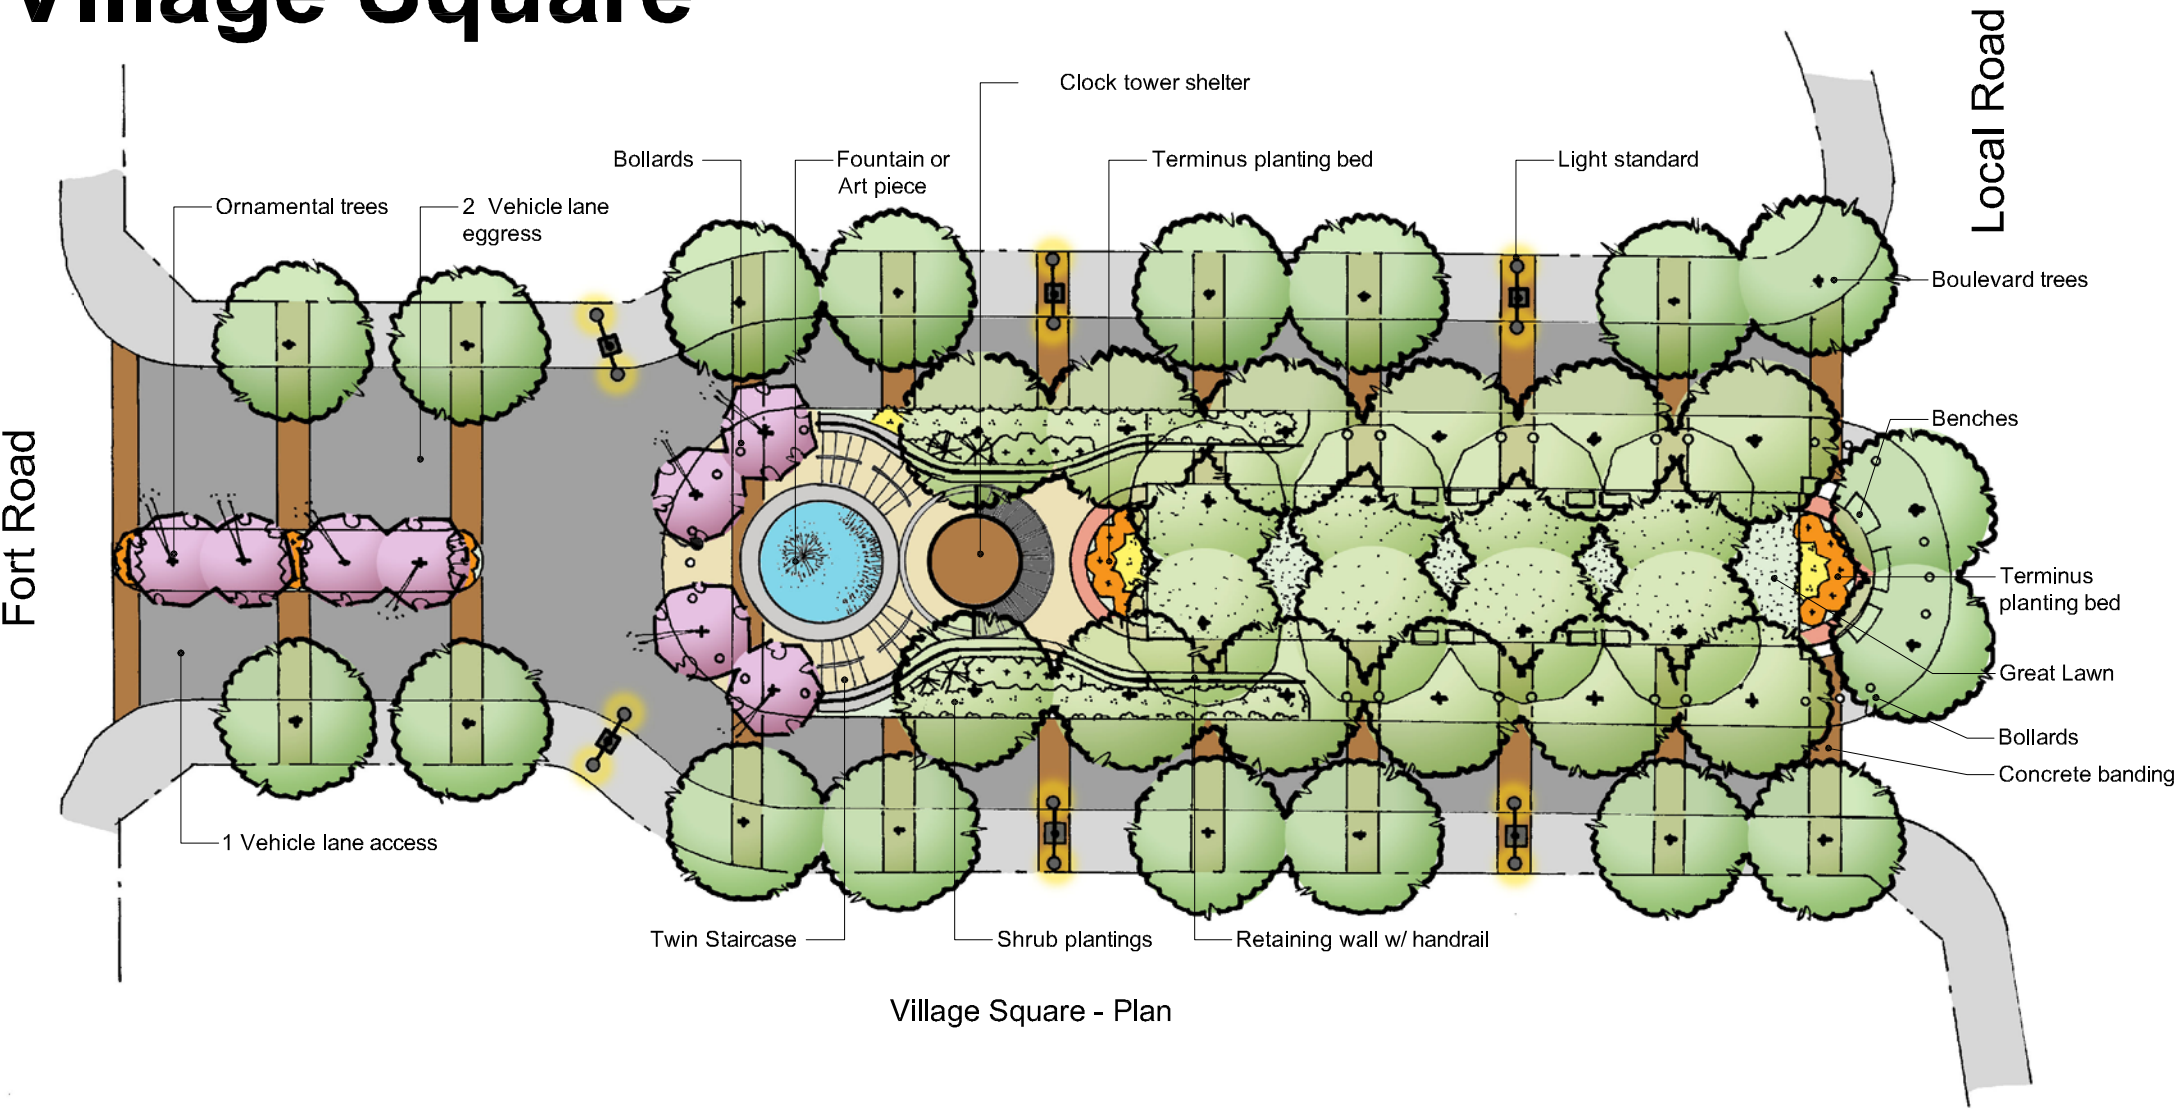 Village Square
Clock tower shelter
Local Road
Bollards
Fountain or
Art piece
Terminus planting bed
Light standard
Ornamental trees
2 Vehicle lane
eggress
Boulevard trees
Benches
Fort Road
Terminus
planting bed
Great Lawn
Bollards
Concrete banding
1 Vehicle lane access
Twin Staircase
Shrub plantings
Retaining wall w/ handrail
Village Square - Plan